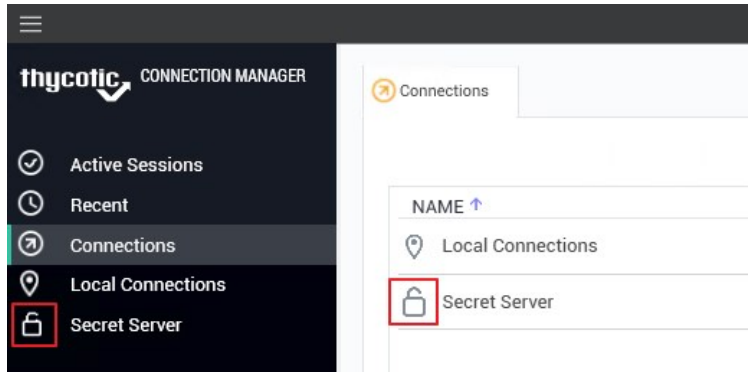 thycotic CONNECTION MANAGER
Active Sessions
Recent
Connections
Local Connections
Secret Server
Connections
NAME
Local Connections
Secret Server